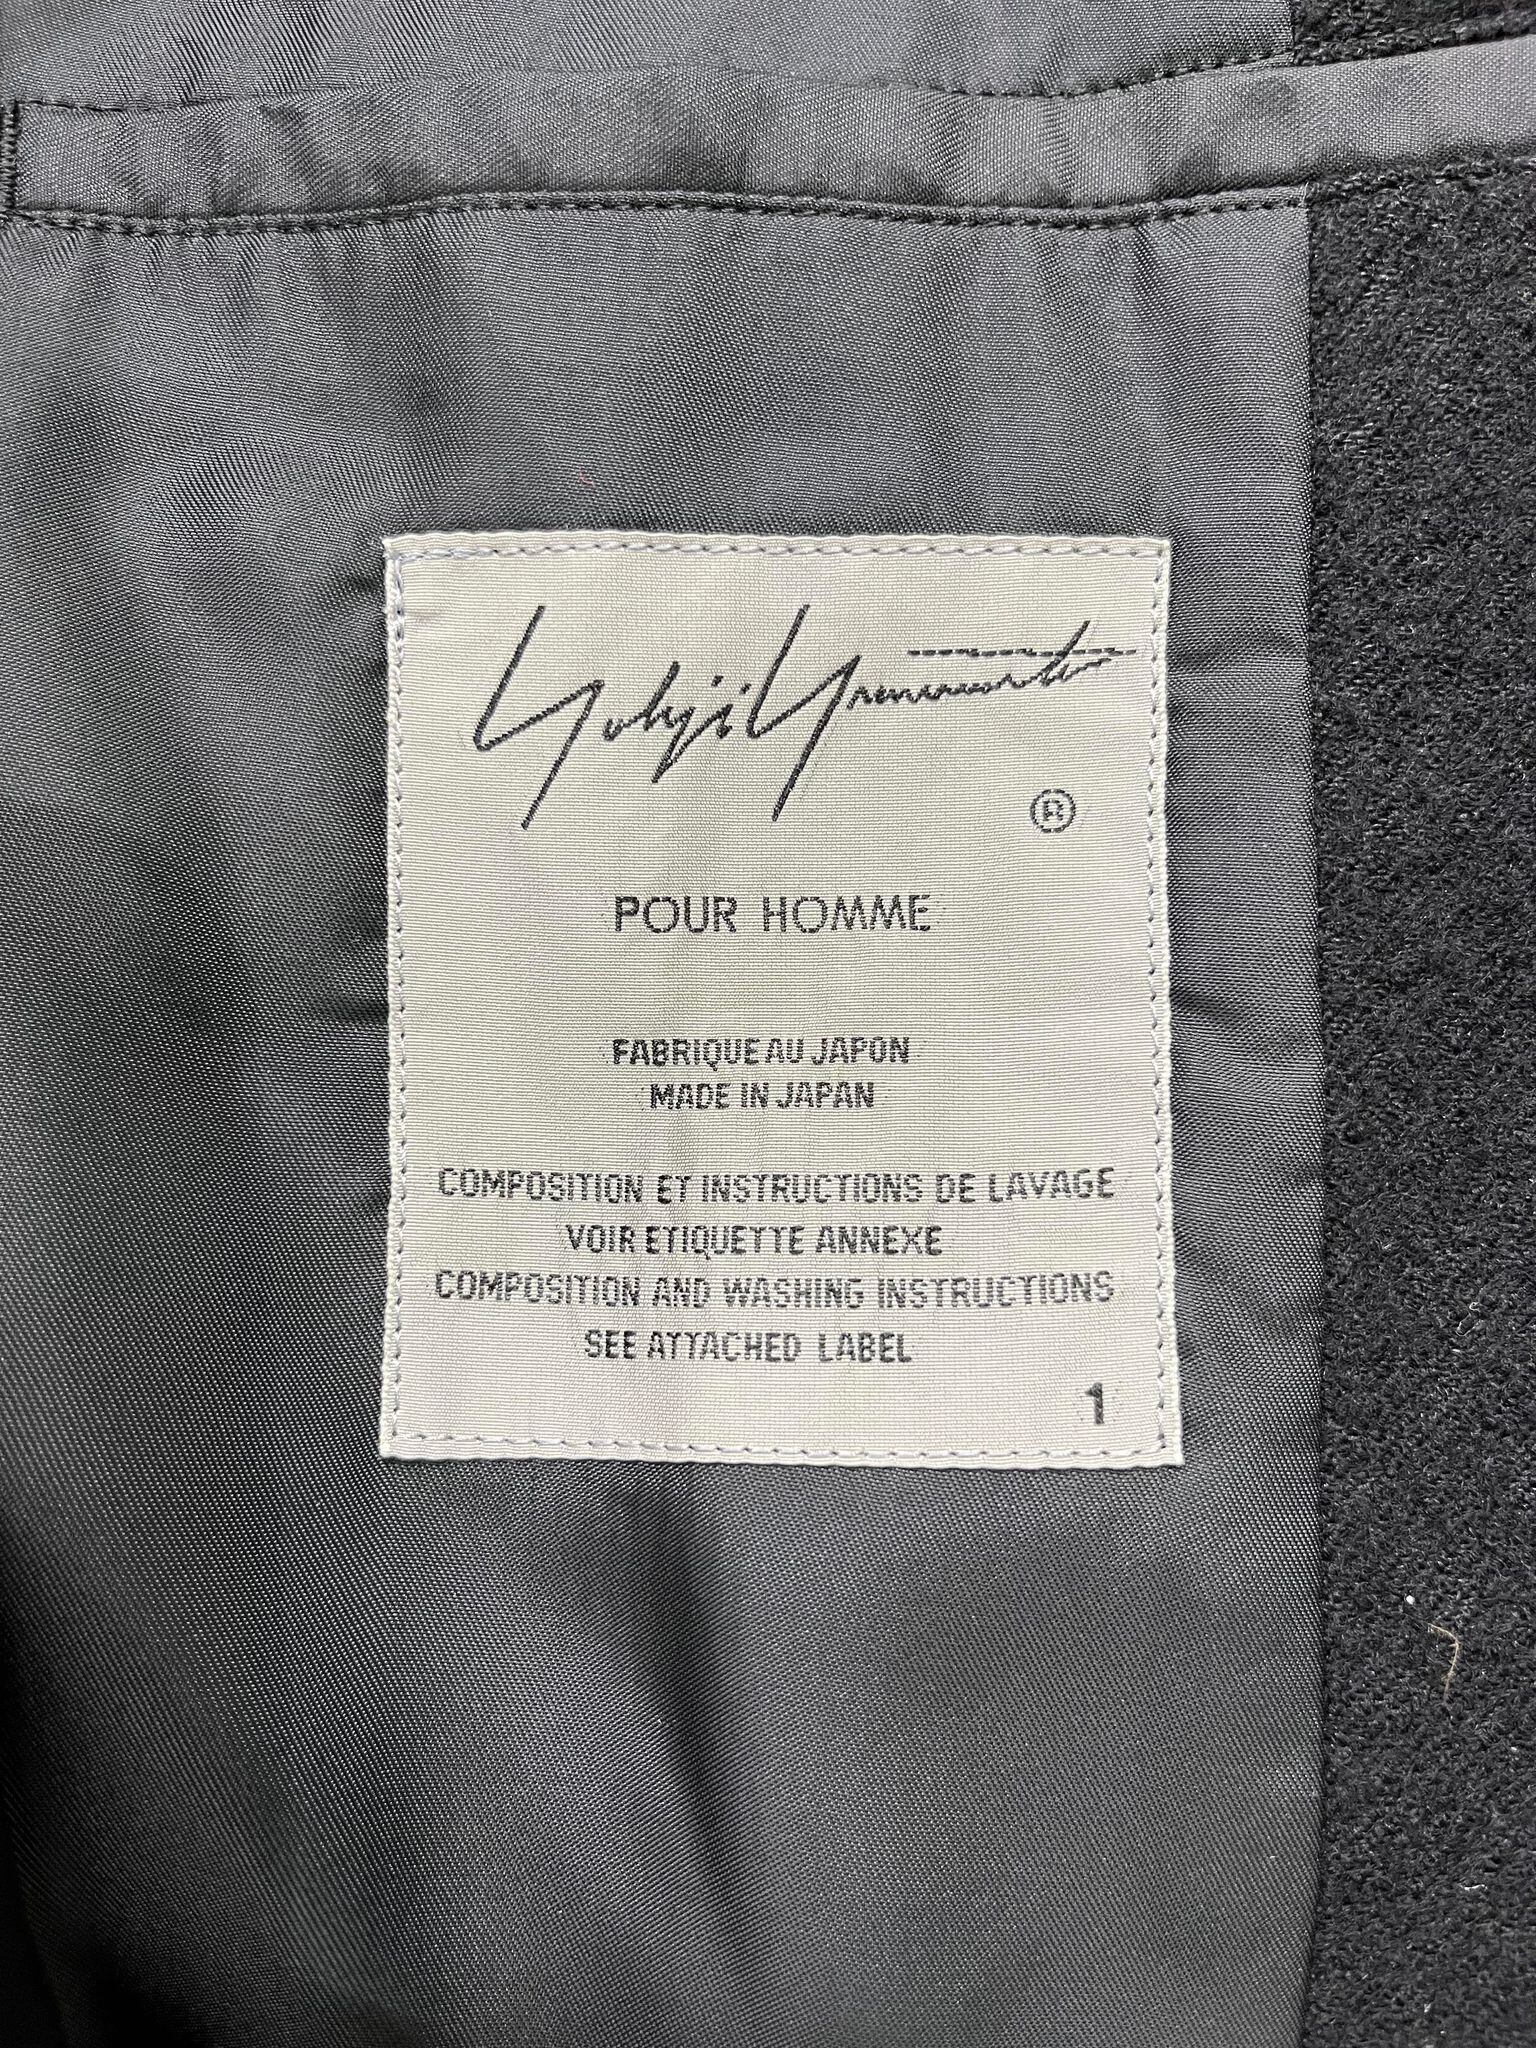 Yohji Yamamoto
®
POUR HOMME
FABRIQUE AU JAPON
MADE IN JAPAN
COMPOSITION ET INSTRUCTIONS DE LAVAGE
VOIR ETIQUETTE ANNEXE
COMPOSITION AND WASHING INSTRUCTIONS
SEE ATTACHED LABEL
1